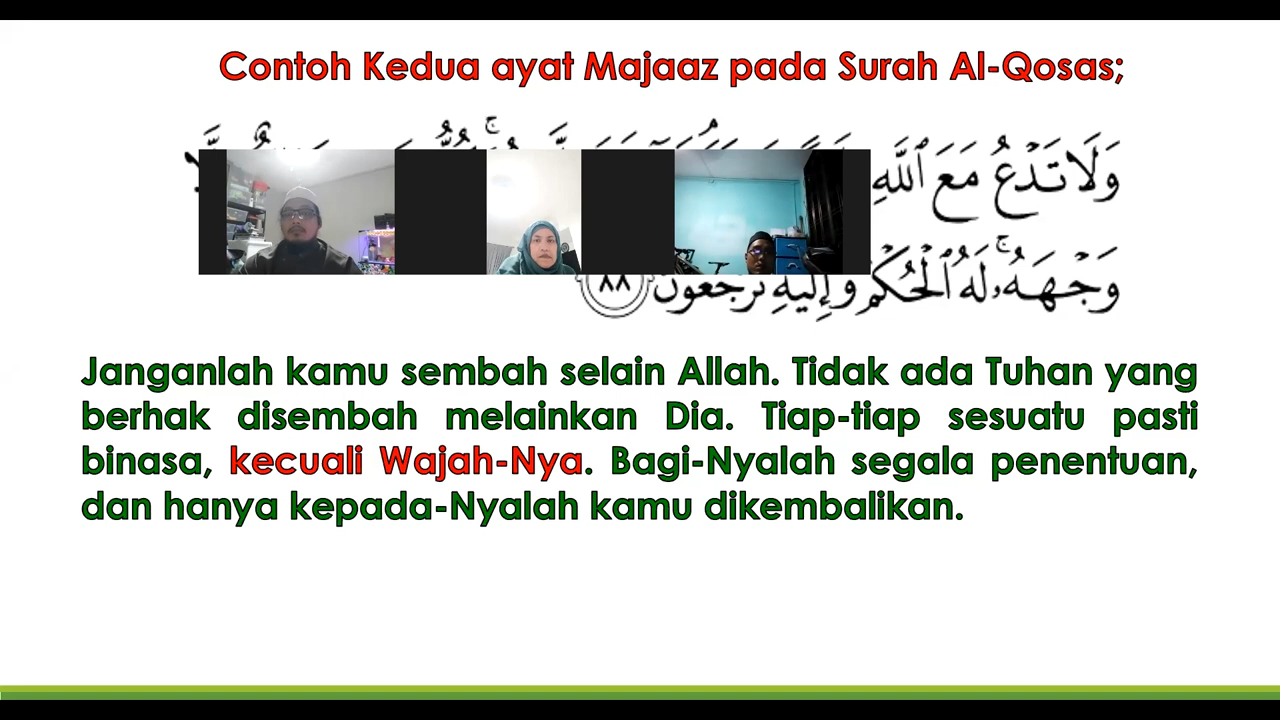 Contoh Kedua ayat Majaaz pada Surah Al-Qosas;
وَلَا تَدْعُ مَعَ ٱللَّهِ
وَجْهَهُۥ ۚ لَهُ ٱلْحُكْمُ وَإِلَيْهِ تُرْجَعُونَ ٨٨
Janganlah kamu sembah selain Allah. Tidak ada Tuhan yang
berhak disembah melainkan Dia. Tiap-tiap sesuatu pasti
binasa, kecuali Wajah-Nya. Bagi-Nyalah segala penentuan,
dan hanya kepada-Nyalah kamu dikembalikan.